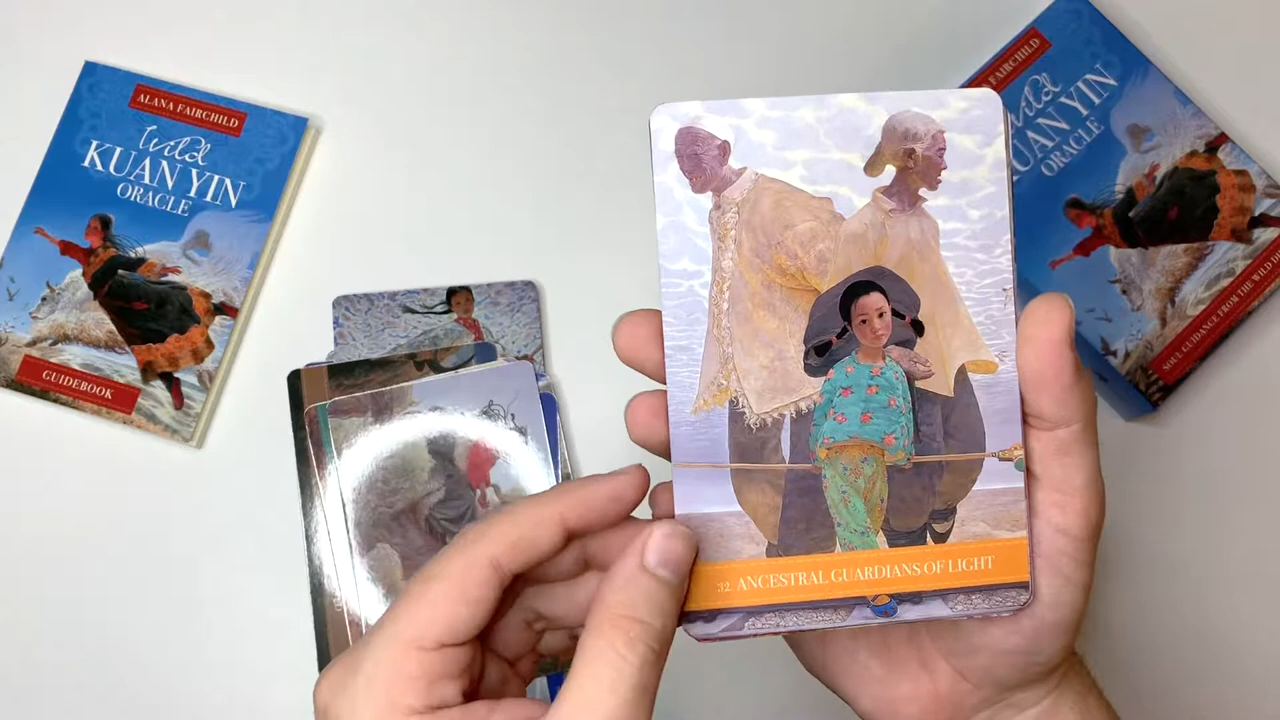 ALANA FAIRCHILD
Wild
KUAN YIN
ORACLE
GUIDEBOOK
FAIRCHILD
Wild
KUAN YIN
ORACLE
SOUL GUIDANCE FROM THE WILD
32. ANCESTRAL GUARDIANS OF LIGHT